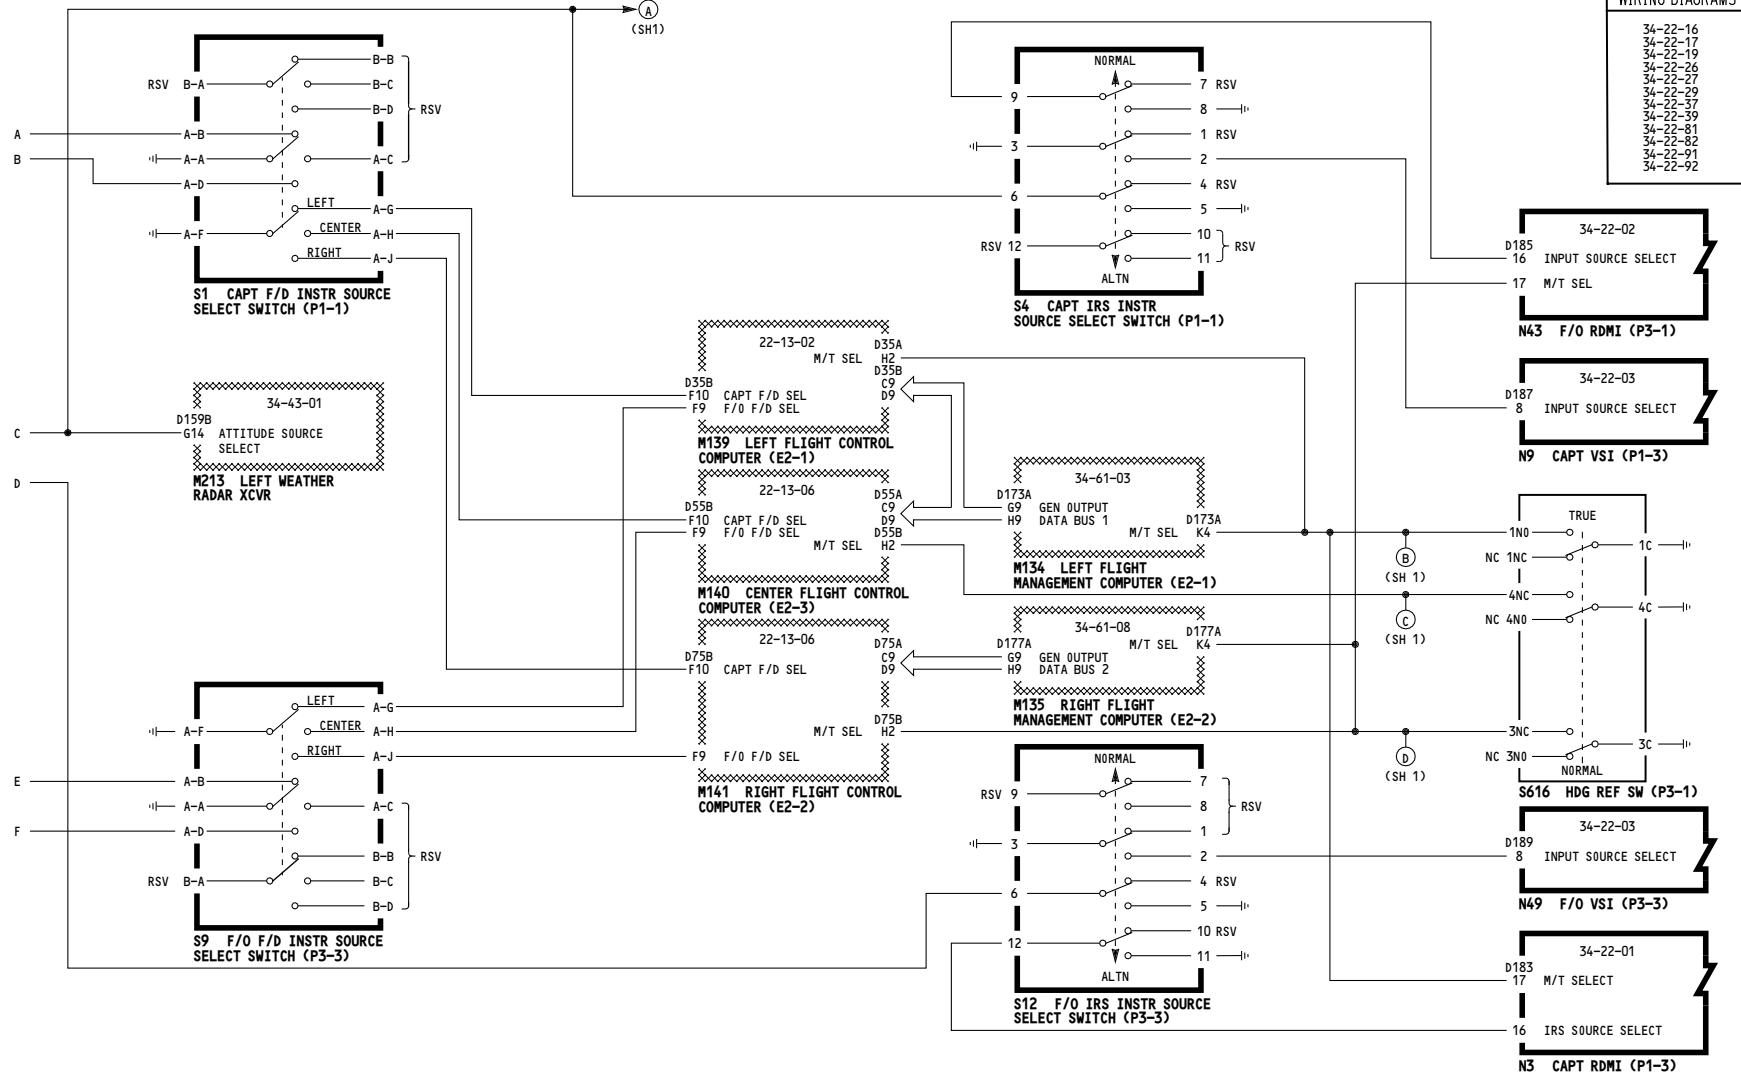 A
(SH1)
WIRING DIAGRAMS
34-22-16
34-22-17
34-22-19
34-22-26
34-22-27
34-22-29
34-22-37
34-22-39
34-22-81
34-22-82
34-22-91
34-22-92
A
B
C
D
E
F
RSV B-A
B-B
B-C
B-D
RSV
A-B
A-A
A-C
A-D
LEFT
A-G
A-F
CENTER
A-H
RIGHT
A-J
S1 CAPT F/D INSTR SOURCE
SELECT SWITCH (P1-1)
34-43-01
D159B
G14 ATTITUDE SOURCE
SELECT
M213 LEFT WEATHER
RADAR XCVR
LEFT
A-G
A-F
CENTER
A-H
RIGHT
A-J
A-B
A-A
A-C
A-D
B-B
RSV
RSV B-A
B-C
B-D
S9 F/O F/D INSTR SOURCE
SELECT SWITCH (P3-3)
22-13-02
D35A
M/T SEL H2
D35B
C9
D9
D35B
F10 CAPT F/D SEL
F9 F/O F/D SEL
M139 LEFT FLIGHT CONTROL
COMPUTER (E2-1)
22-13-06
D55A
C9
D9
D55B
F10 CAPT F/D SEL
F9 F/O F/D SEL
D55B
M/T SEL H2
M140 CENTER FLIGHT CONTROL
COMPUTER (E2-3)
22-13-06
D75A
C9
D9
D75B
F10 CAPT F/D SEL
D75B
M/T SEL H2
F9 F/O F/D SEL
M141 RIGHT FLIGHT CONTROL
COMPUTER (E2-2)
NORMAL
7 RSV
9
8
1 RSV
3
2
4 RSV
6
5
10
RSV 12
RSV
11
ALTN
S4 CAPT IRS INSTR
SOURCE SELECT SWITCH (P1-1)
34-61-03
D173A
G9 GEN OUTPUT
H9 DATA BUS 1
D173A
M/T SEL K4
M134 LEFT FLIGHT
MANAGEMENT COMPUTER (E2-1)
34-61-08
D177A
M/T SEL K4
D177A
G9 GEN OUTPUT
H9 DATA BUS 2
M135 RIGHT FLIGHT
MANAGEMENT COMPUTER (E2-2)
NORMAL
7
RSV 9
8 RSV
1
3
2
4 RSV
6
5
10 RSV
12
11
ALTN
S12 F/O IRS INSTR SOURCE
SELECT SWITCH (P3-3)
B
(SH 1)
C
(SH 1)
D
(SH 1)
34-22-02
D185
16 INPUT SOURCE SELECT
17 M/T SEL
N43 F/O RDMI (P3-1)
34-22-03
D187
8 INPUT SOURCE SELECT
N9 CAPT VSI (P1-3)
TRUE
1NO
1C
NC 1NC
4NC
4C
NC 4NO
3NC
3C
NC 3NO
NORMAL
S616 HDG REF SW (P3-1)
34-22-03
D189
8 INPUT SOURCE SELECT
N49 F/O VSI (P3-3)
34-22-01
D183
17 M/T SELECT
16 IRS SOURCE SELECT
N3 CAPT RDMI (P1-3)